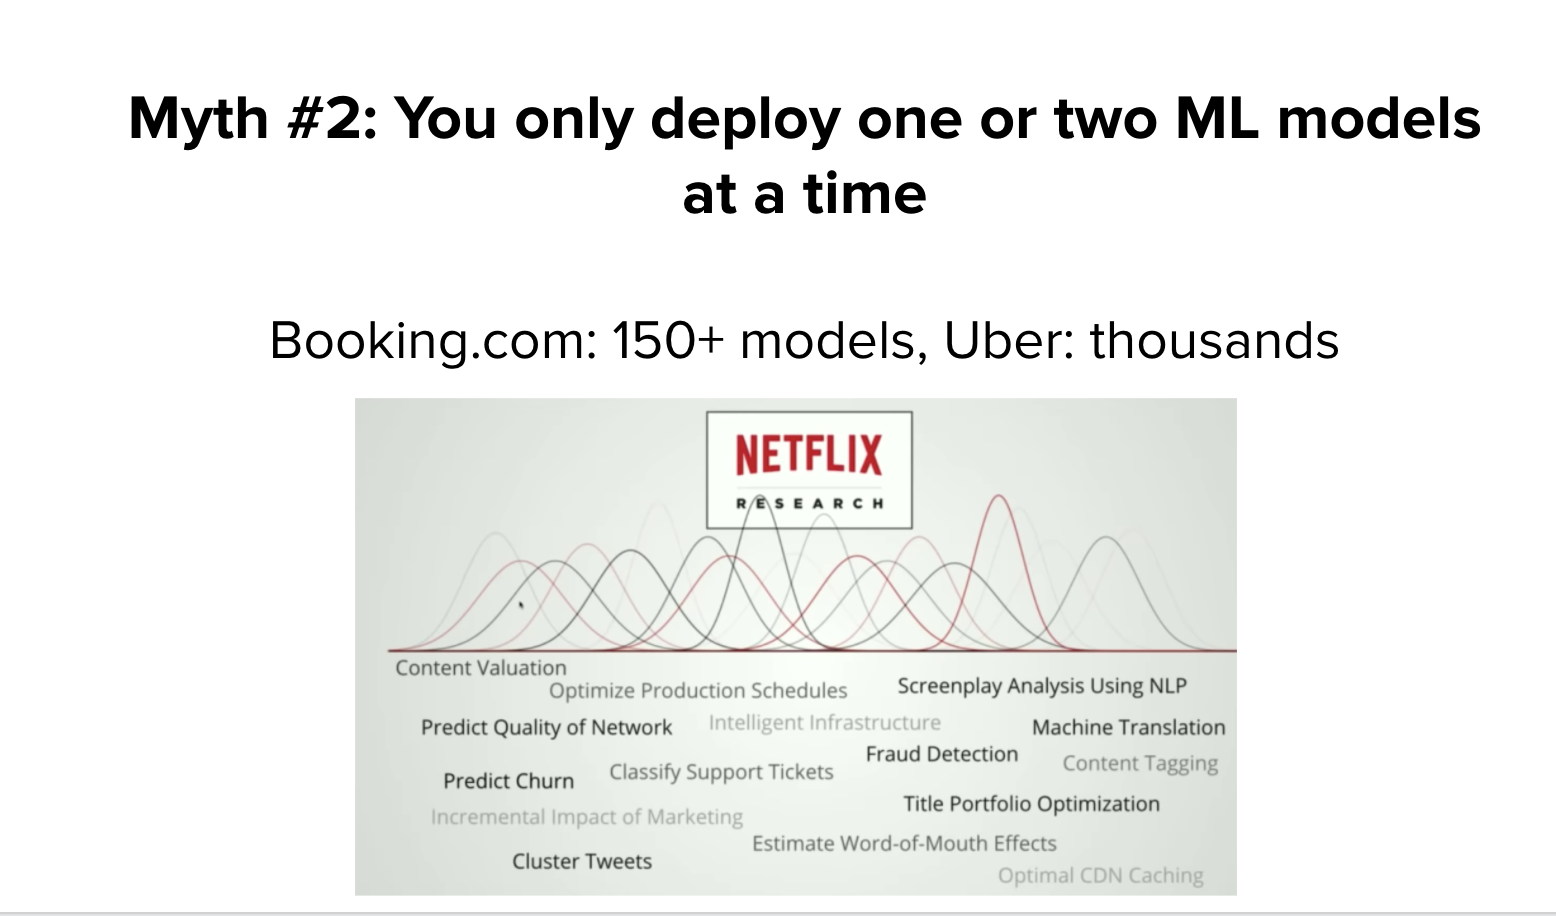 Myth #2: You only deploy one or two ML models
at a time
Booking.com: 150+ models, Uber: thousands
NETFLIX
RESEARCH
Content Valuation
Optimize Production Schedules
Screenplay Analysis Using NLP
Predict Quality of Network
Intelligent Infrastructure
Machine Translation
Fraud Detection
Content Tagging
Classify Support Tickets
Predict Churn
Title Portfolio Optimization
Incremental Impact of Marketing
Estimate Word-of-Mouth Effects
Cluster Tweets
Optimal CDN Caching